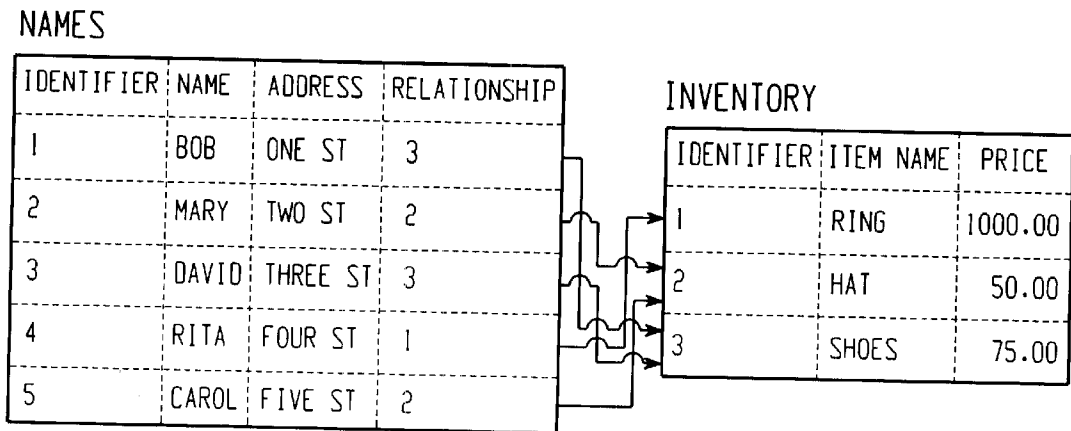 NAMES
IDENTIFIER NAME ADDRESS RELATIONSHIP
1 BOB ONE ST 3
2 MARY TWO ST 2
3 DAVID THREE ST 3
4 RITA FOUR ST 1
5 CAROL FIVE ST 2
INVENTORY
IDENTIFIER ITEM NAME PRICE
1 RING 1000.00
2 HAT 50.00
3 SHOES 75.00